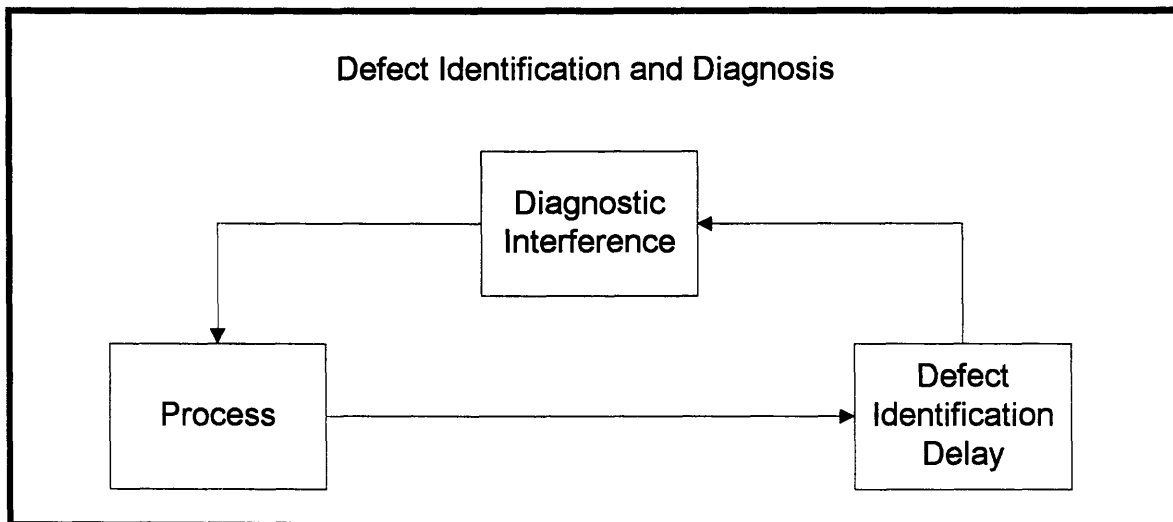 Defect Identification and Diagnosis
Diagnostic
Interference
Process
Defect
Identification
Delay